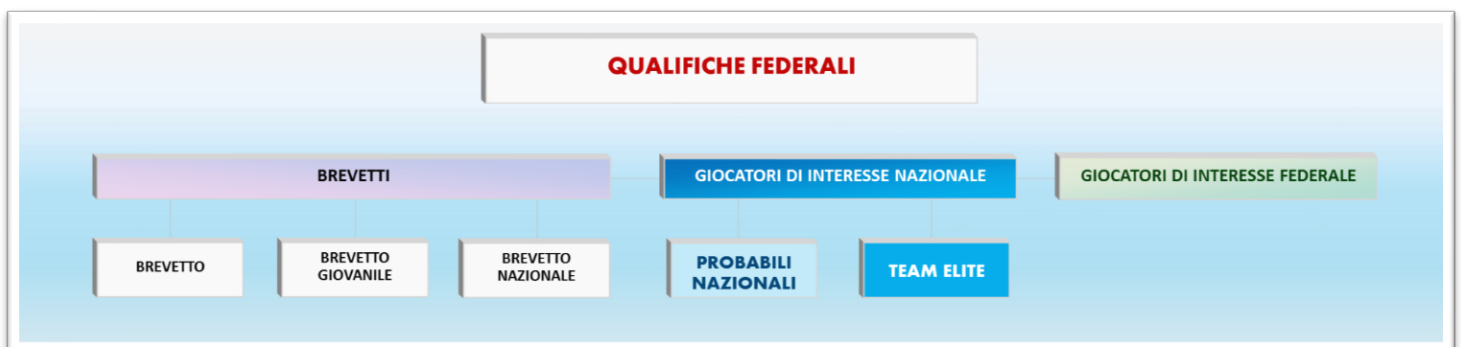 QUALIFICHE FEDERALI
BREVETTI
GIOCATORI DI INTERESSE NAZIONALE
GIOCATORI DI INTERESSE FEDERALE
BREVETTO
BREVETTO
GIOVANILE
BREVETTO
NAZIONALE
PROBABILI
NAZIONALI
TEAM ELITE